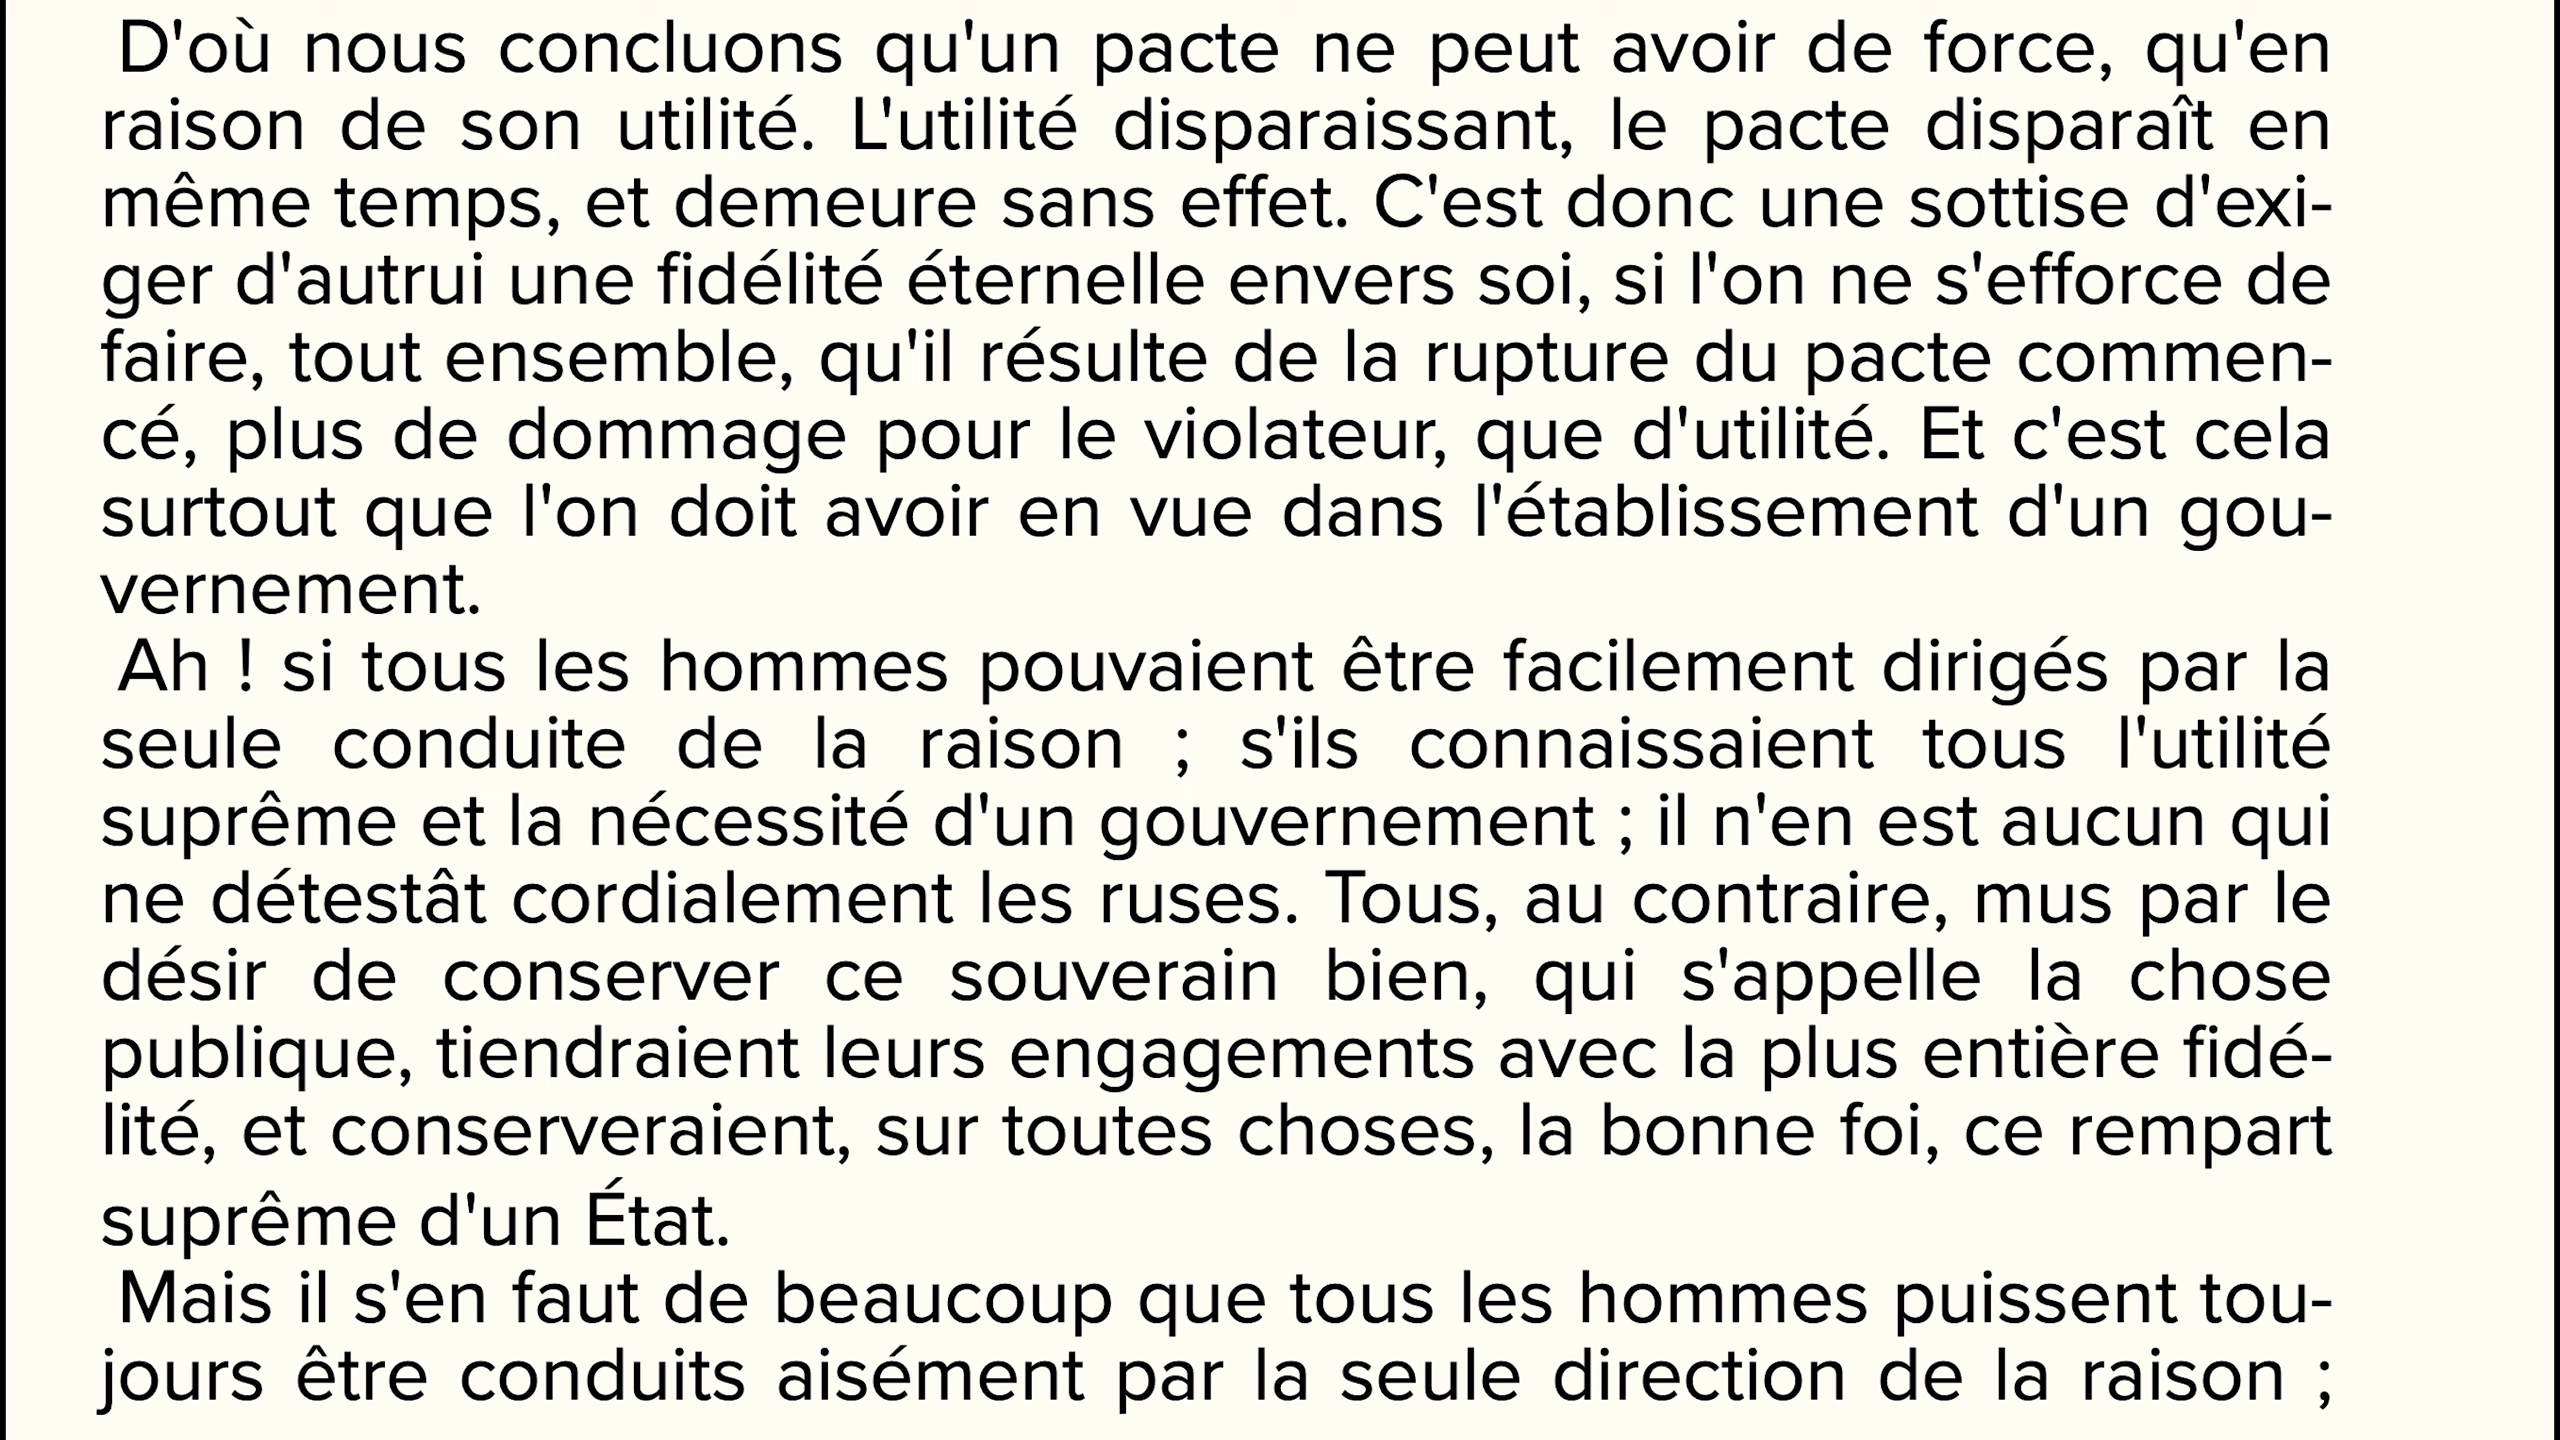 D'où nous concluons qu'un pacte ne peut avoir de force, qu'en
raison de son utilité. L'utilité disparaissant, le pacte disparaît en
même temps, et demeure sans effet. C'est donc une sottise d'exi-
ger d'autrui une fidélité éternelle envers soi, si l'on ne s'efforce de
faire, tout ensemble, qu'il résulte de la rupture du pacte commen-
cé, plus de dommage pour le violateur, que d'utilité. Et c'est cela
surtout que l'on doit avoir en vue dans l'établissement d'un gou-
vernement.
Ah ! si tous les hommes pouvaient être facilement dirigés par la
seule conduite de la raison ; s'ils connaissaient tous l'utilité
suprême et la nécessité d'un gouvernement ; il n'en est aucun qui
ne détestât cordialement les ruses. Tous, au contraire, mus par le
désir de conserver ce souverain bien, qui s'appelle la chose
publique, tiendraient leurs engagements avec la plus entière fidé-
lité, et conserveraient, sur toutes choses, la bonne foi, ce rempart
suprême d'un État.
Mais il s'en faut de beaucoup que tous les hommes puissent tou-
jours être conduits aisément par la seule direction de la raison ;